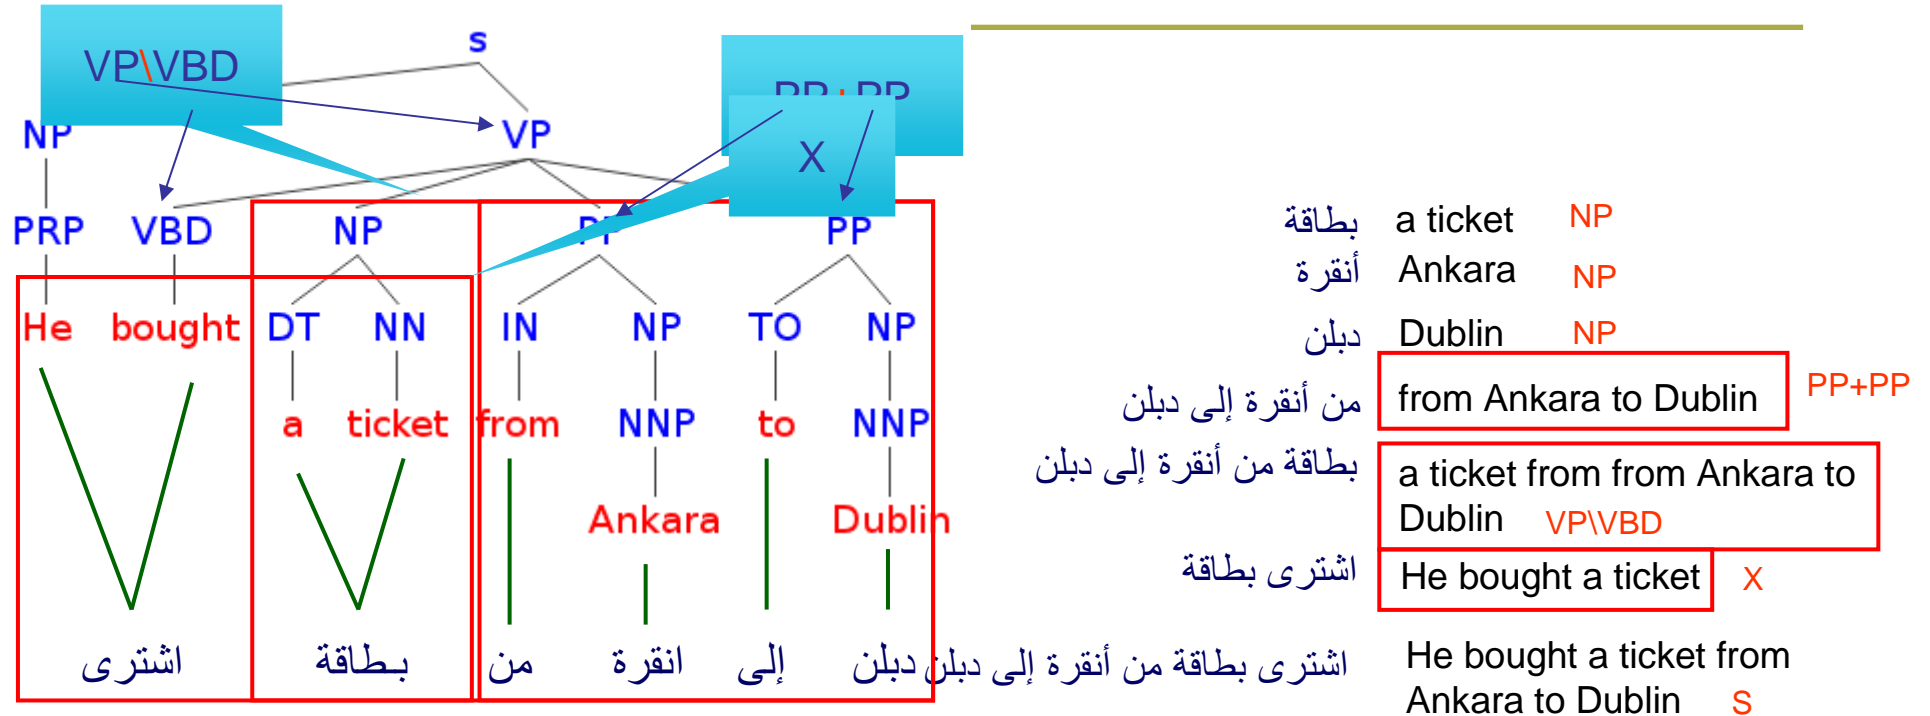 s
VP\VBD
PP+PP
X
NP
VP
PRP VBD NP PP PP
He bought DT NN IN NP TO NP
a ticket from NNP to NNP
Ankara Dublin
اشترى بـطاقة من انقرة إلى دبلن
بطاقة a ticket NP
أنقرة Ankara NP
دبلن Dublin NP
من أنقرة إلى دبلن from Ankara to Dublin PP+PP
بطاقة من أنقرة إلى دبلن a ticket from from Ankara to
Dublin VP\VBD
اشترى بطاقة He bought a ticket X
اشترى بطاقة من أنقرة إلى دبلن He bought a ticket from
Ankara to Dublin S